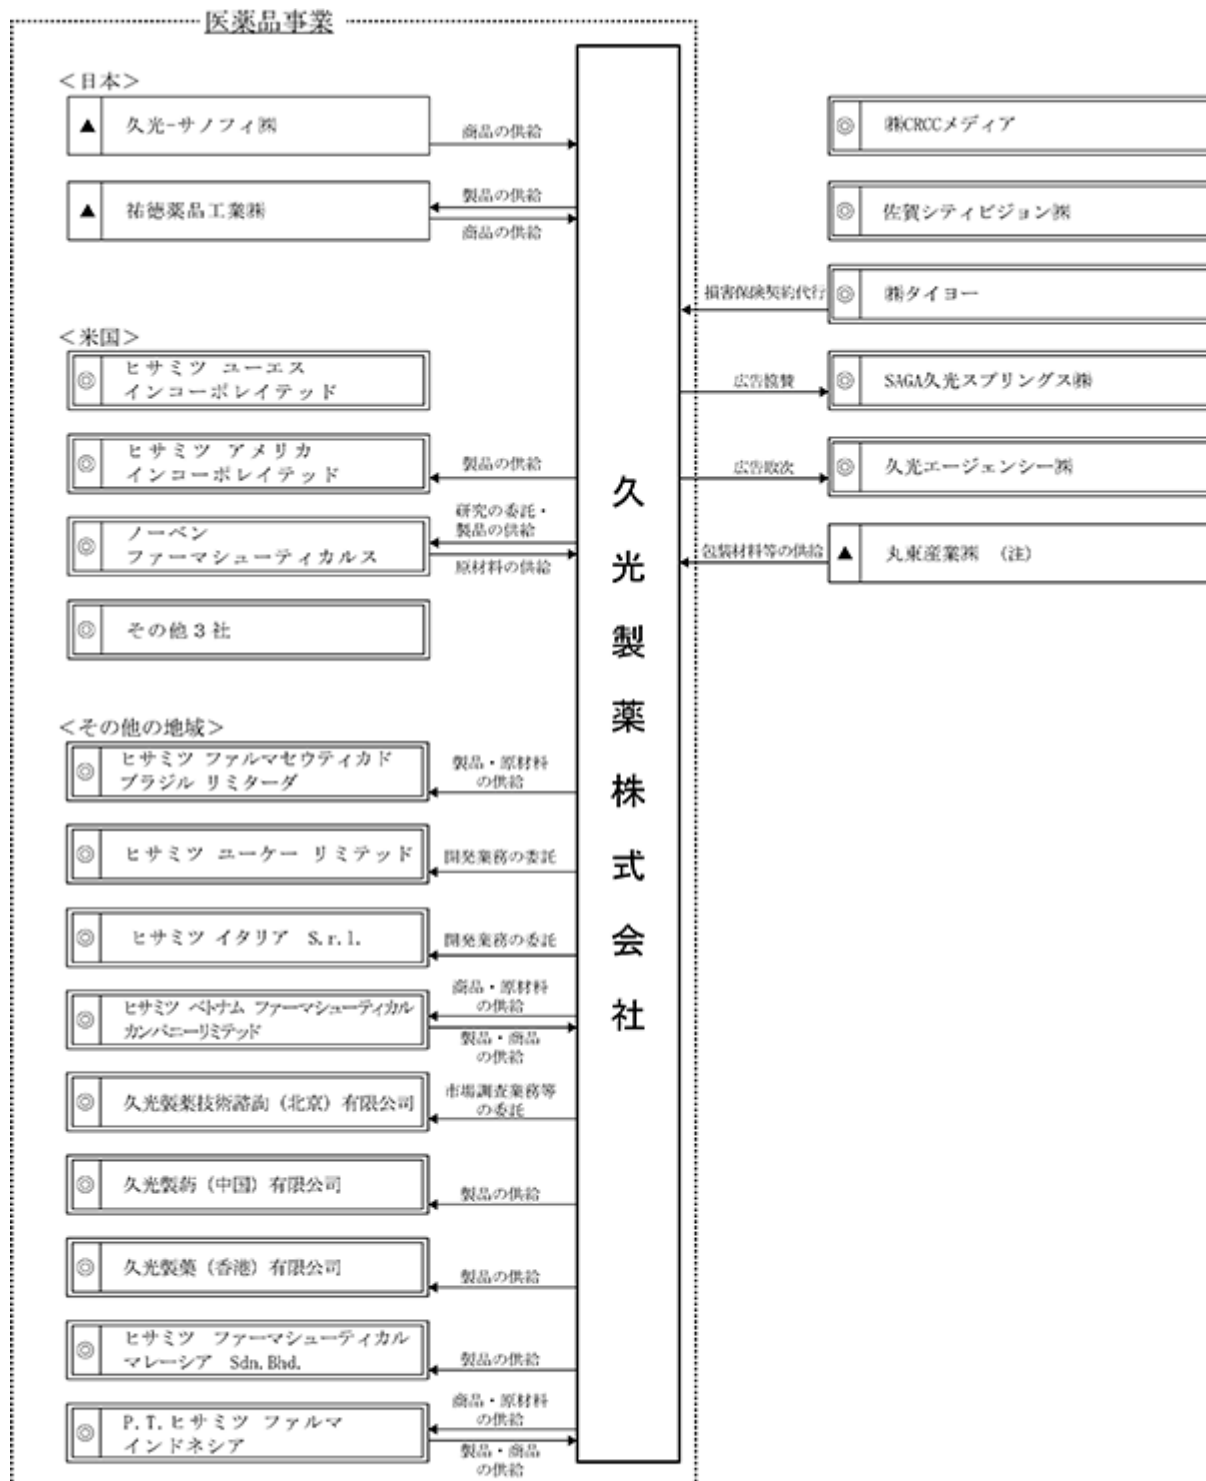 医薬品事業
＜日本＞
▲ 久光-サノフィ㈱
商品の供給
▲ 祐徳薬品工業㈱
製品の供給
商品の供給
＜米国＞
◎ ヒサミツ ユーエス
インコーポレイテッド
◎ ヒサミツ アメリカ
インコーポレイテッド
製品の供給
◎ ノーベン
ファーマシューティカルス
研究の委託・
製品の供給
原材料の供給
◎ その他３社
＜その他の地域＞
◎ ヒサミツ ファルマセウティカド
ブラジル リミターダ
製品・原材料
の供給
◎ ヒサミツ ユーケー リミテッド
開発業務の委託
◎ ヒサミツ イタリア S.r.l.
開発業務の委託
◎ ヒサミツ ベトナム ファーマシューティカル
カンパニーリミテッド
商品・原材料
の供給
製品・商品
の供給
◎ 久光製薬技術諮詢（北京）有限公司
市場調査業務等
の委託
◎ 久光製葯（中国）有限公司
製品の供給
◎ 久光製薬（香港）有限公司
製品の供給
◎ ヒサミツ ファーマシューティカル
マレーシア Sdn.Bhd.
製品の供給
◎ P.T.ヒサミツ ファルマ
インドネシア
商品・原材料
の供給
製品・商品
の供給
久光製薬株式会社
◎ ㈱CRCCメディア
◎ 佐賀シティビジョン㈱
損害保険契約代行
◎ ㈱タイヨー
広告協賛
◎ SAGA久光スプリングス㈱
広告取次
◎ 久光エージェンシー㈱
包装材料等の供給
▲ 丸東産業㈱ （注）